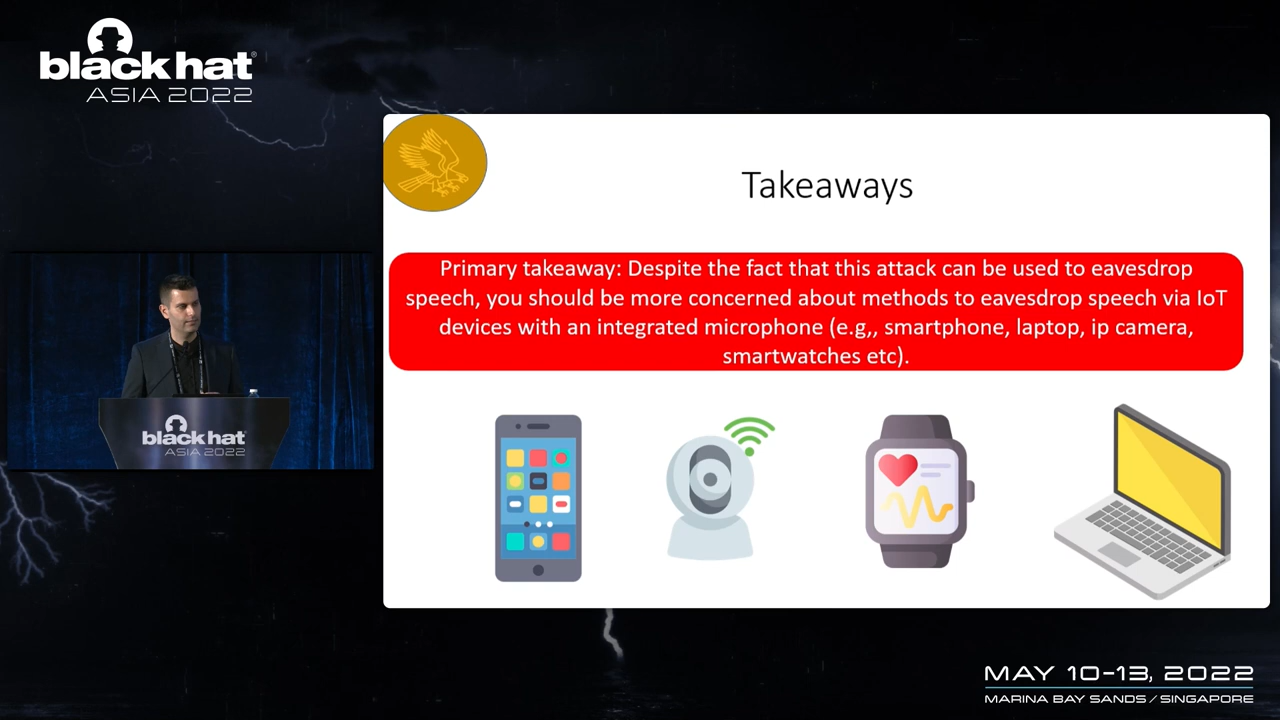 black hat®
ASIA 2022
Takeaways
Primary takeaway: Despite the fact that this attack can be used to eavesdrop
speech, you should be more concerned about methods to eavesdrop speech via IoT
devices with an integrated microphone (e.g,, smartphone, laptop, ip camera,
smartwatches etc).
black hat
ASIA 2022
MAY 10-13, 2022
MARINA BAY SANDS / SINGAPORE